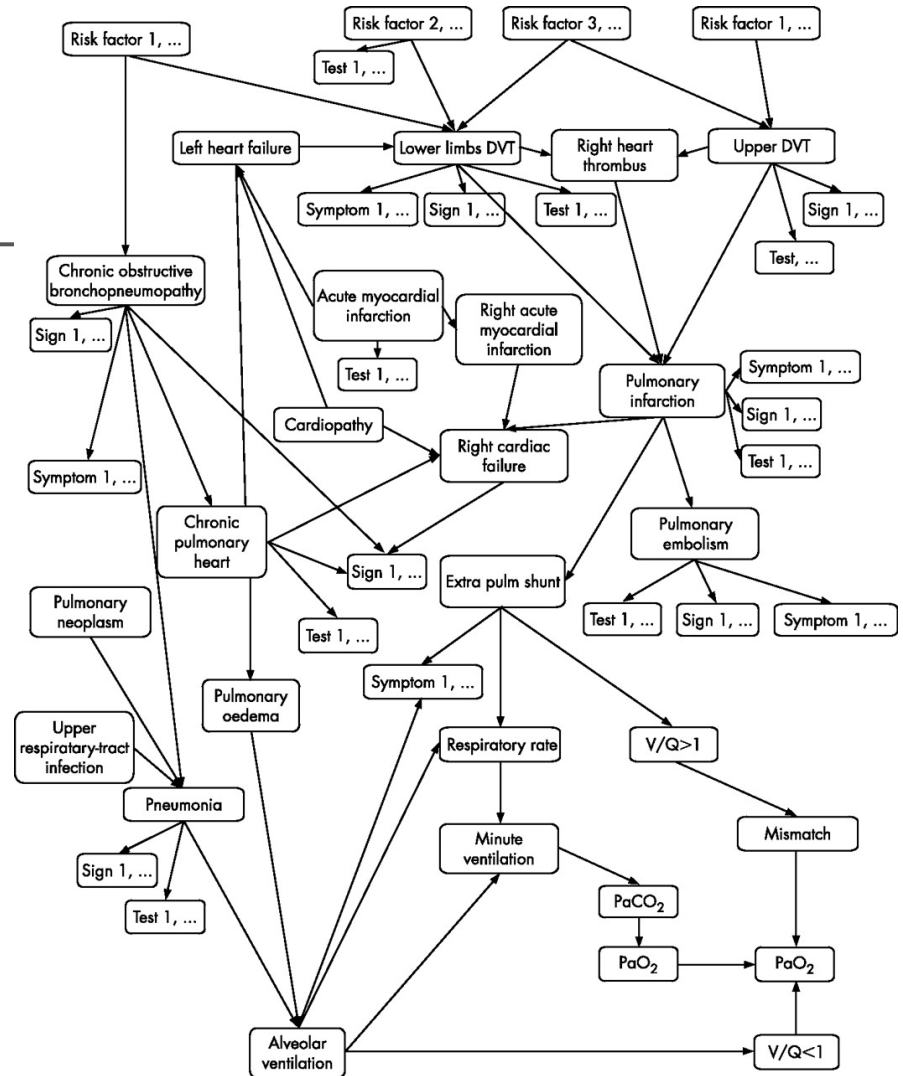 Risk factor 2, ...
Risk factor 3, ...
Risk factor 1, ...
Risk factor 1, ...
Test 1, ...
Left heart failure
Lower limbs DVT
Right heart
thrombus
Upper DVT
Symptom 1, ...
Sign 1, ...
Test 1, ...
Sign 1, ...
Test, ...
Chronic obstructive
bronchopneumopathy
Acute myocardial
infarction
Right acute
myocardial
infarction
Sign 1, ...
Test 1, ...
Pulmonary
infarction
Symptom 1, ...
Sign 1, ...
Test 1, ...
Cardiopathy
Right cardiac
failure
Symptom 1, ...
Chronic
pulmonary
heart
Pulmonary
embolism
Sign 1, ...
Extra pulm shunt
Pulmonary
neoplasm
Test 1, ...
Test 1, ...
Sign 1, ...
Symptom 1, ...
Pulmonary
oedema
Symptom 1, ...
Upper
respiratary-tract
infection
Respiratory rate
V/Q>1
Pneumonia
Minute
ventilation
Mismatch
Sign 1, ...
Test 1, ...
PaCO2
PaO2
PaO2
Alveolar
ventilation
V/Q<1